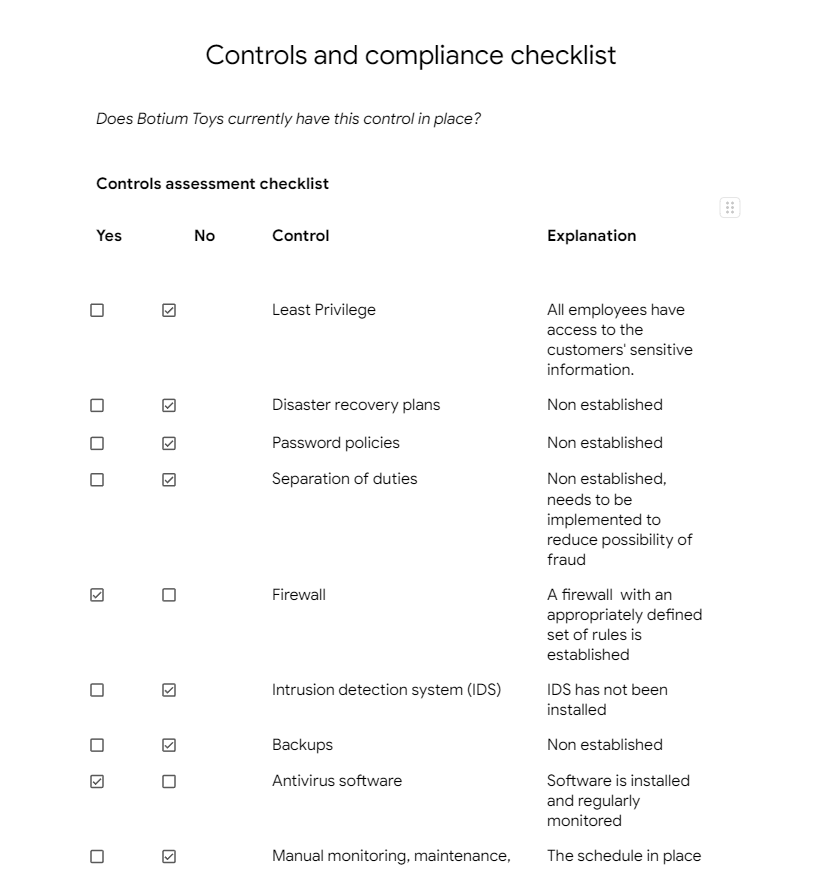 Controls and compliance checklist
Does Botium Toys currently have this control in place?
Controls assessment checklist
Yes No Control Explanation
Least Privilege All employees have
access to the
customers' sensitive
information.
Disaster recovery plans Non established
Password policies Non established
Separation of duties Non established,
needs to be
implemented to
reduce possibility of
fraud
Firewall A firewall with an
appropriately defined
set of rules is
established
Intrusion detection system (IDS) IDS has not been
installed
Backups Non established
Antivirus software Software is installed
and regularly
monitored
Manual monitoring, maintenance, The schedule in place